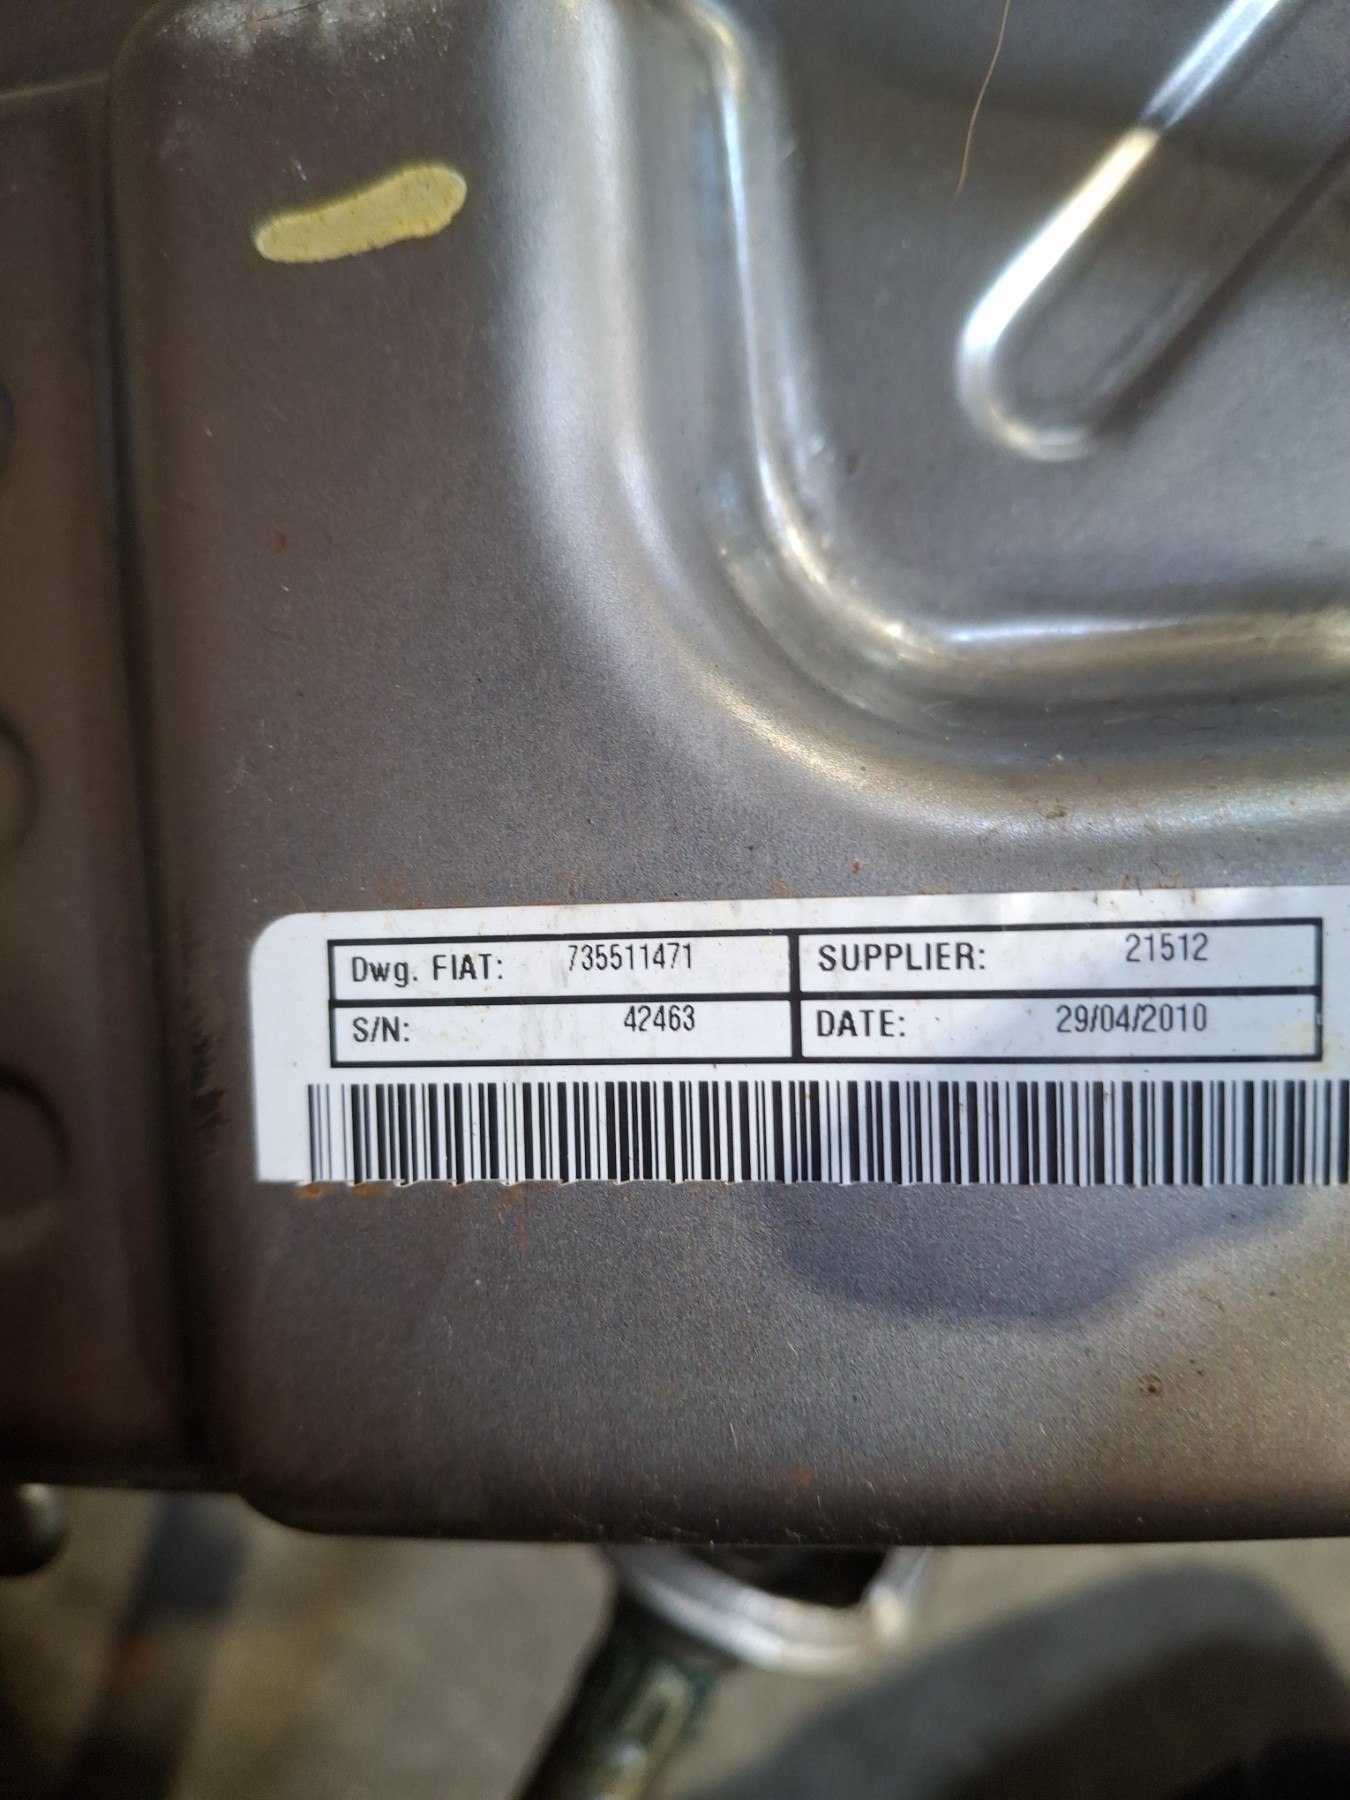 Dwg. FIAT: 735511471 SUPPLIER: 21512
S/N: 42463 DATE: 29/04/2010